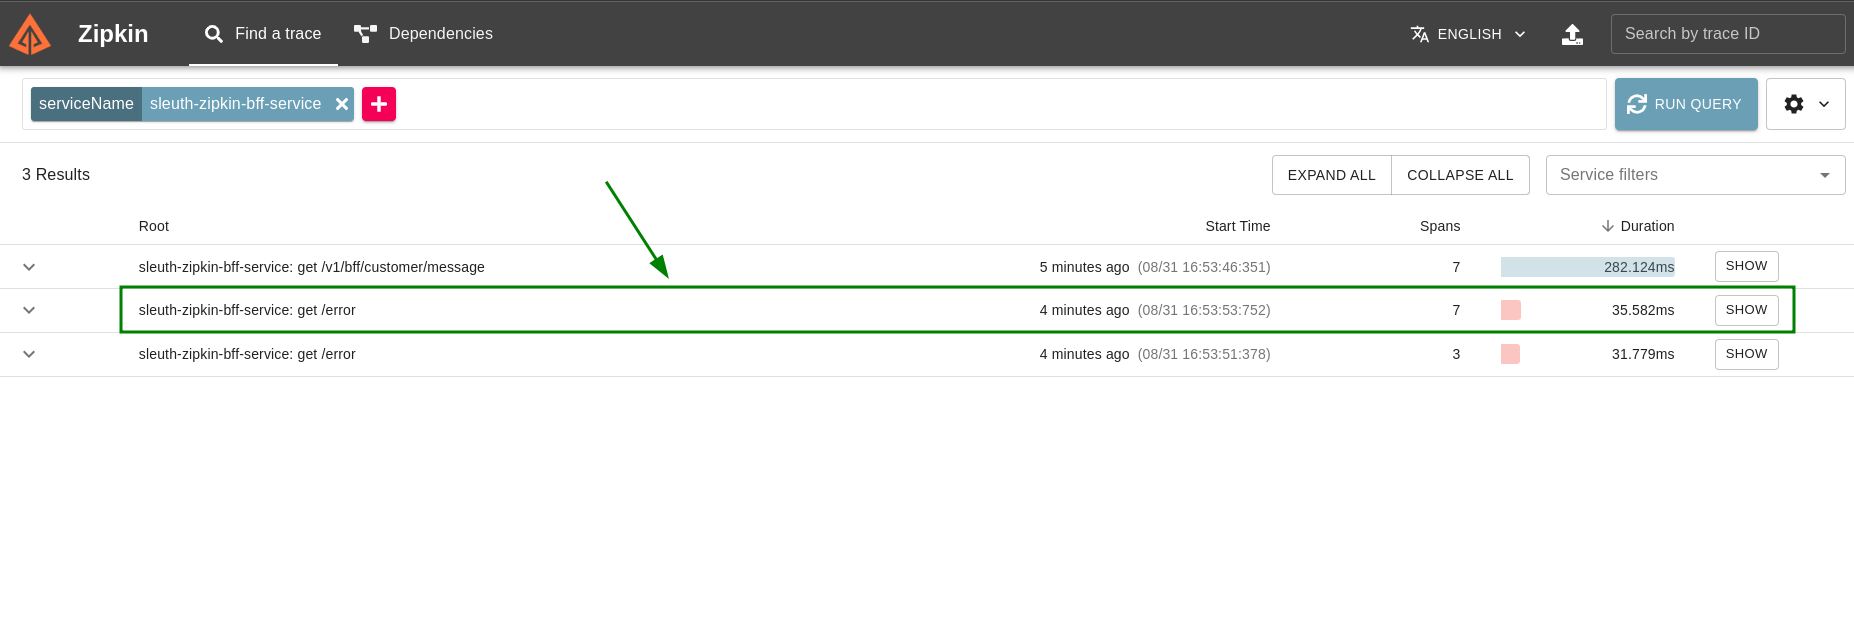 Zipkin Find a trace Dependencies ENGLISH Search by trace ID
serviceName sleuth-zipkin-bff-service RUN QUERY
3 Results EXPAND ALL COLLAPSE ALL Service filters
Root Start Time Spans Duration
sleuth-zipkin-bff-service: get /v1/bff/customer/message 5 minutes ago (08/31 16:53:46:351) 7 282.124ms SHOW
sleuth-zipkin-bff-service: get /error 4 minutes ago (08/31 16:53:53:752) 7 35.582ms SHOW
sleuth-zipkin-bff-service: get /error 4 minutes ago (08/31 16:53:51:378) 3 31.779ms SHOW